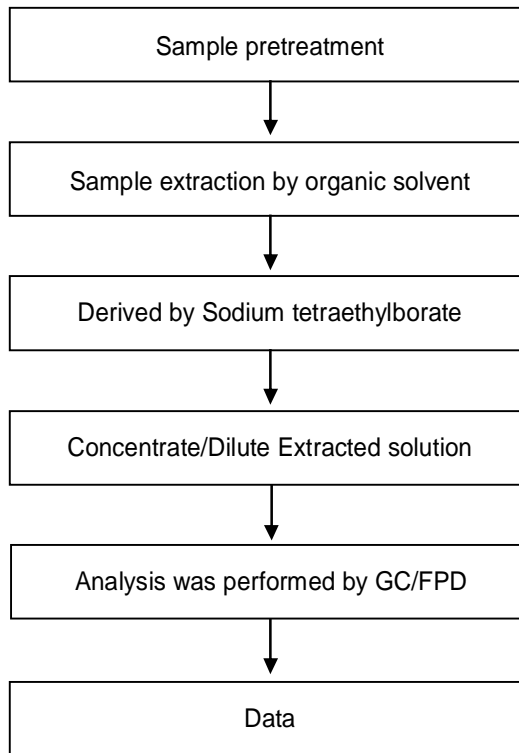 Sample pretreatment
Sample extraction by organic solvent
Derived by Sodium tetraethylborate
Concentrate/Dilute Extracted solution
Analysis was performed by GC/FPD
Data